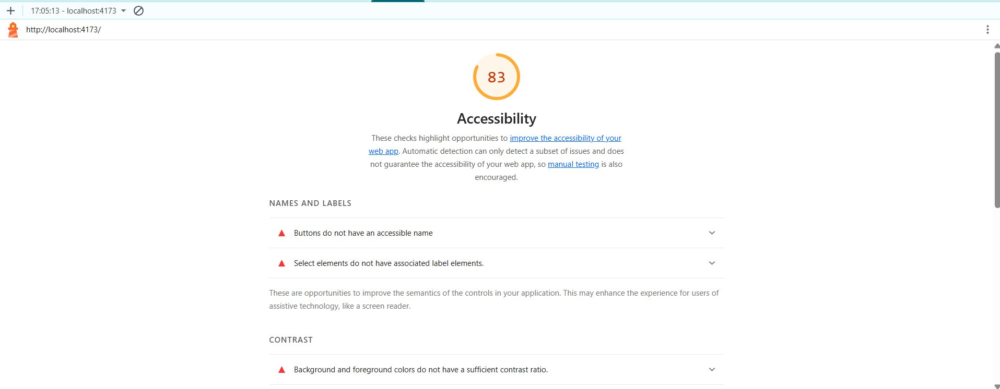 17:05:13 - localhost:4173
http://localhost:4173/
83
Accessibility
These checks highlight opportunities to improve the accessibility of your
web app. Automatic detection can only detect a subset of issues and does
not guarantee the accessibility of your web app, so manual testing is also
encouraged.
NAMES AND LABELS
Buttons do not have an accessible name
Select elements do not have associated label elements.
These are opportunities to improve the semantics of the controls in your application. This may enhance the experience for users of
assistive technology, like a screen reader.
CONTRAST
Background and foreground colors do not have a sufficient contrast ratio.